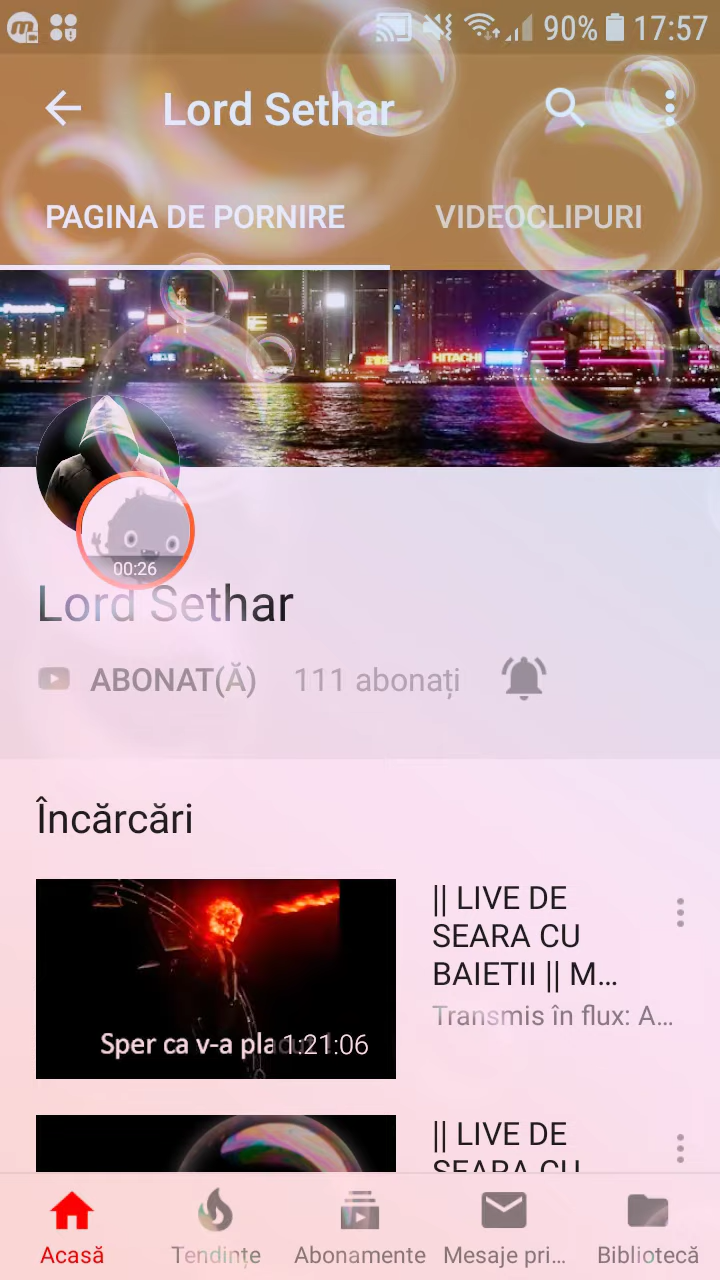 90% 17:57
Lord Sethar
PAGINA DE PORNIRE VIDEOCLIPURI
HITACHI
00:26
Lord Sethar
ABONAT(Ă) 111 abonați
Încărcări
|| LIVE DE
SEARA CU
BAIETII || M...
Transmis în flux: A...
Sper ca v-a placut !
1:21:06
|| LIVE DE
SEARA CU
Acasă Tendințe Abonamente Mesaje pri... Bibliotecă